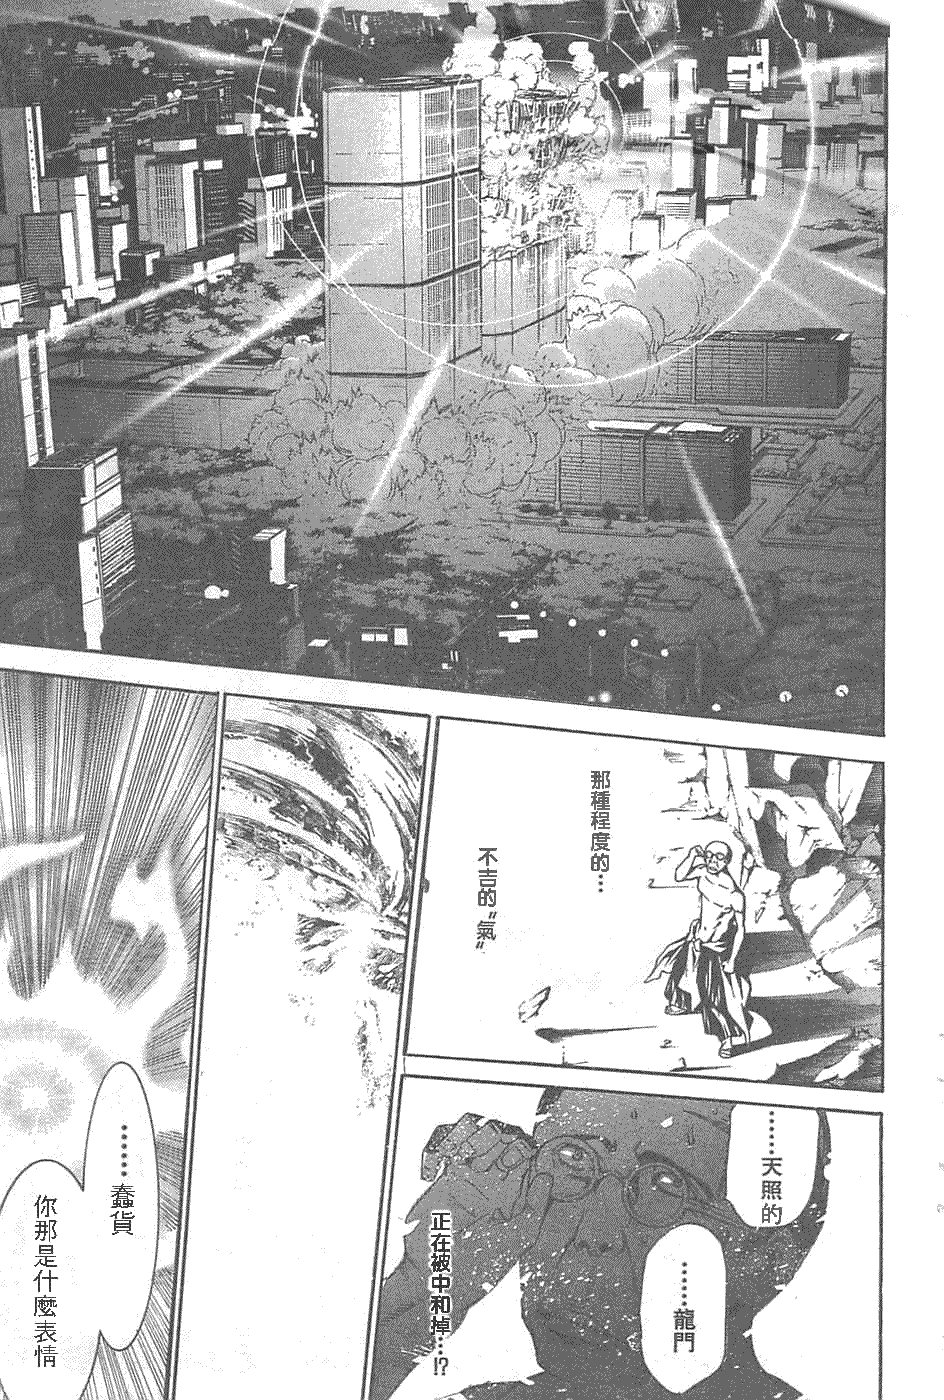 那種程度的…
不吉的"氣"
……天照的
……龍門
正在被中和掉…!?
……蠢貨
你那是什麼表情